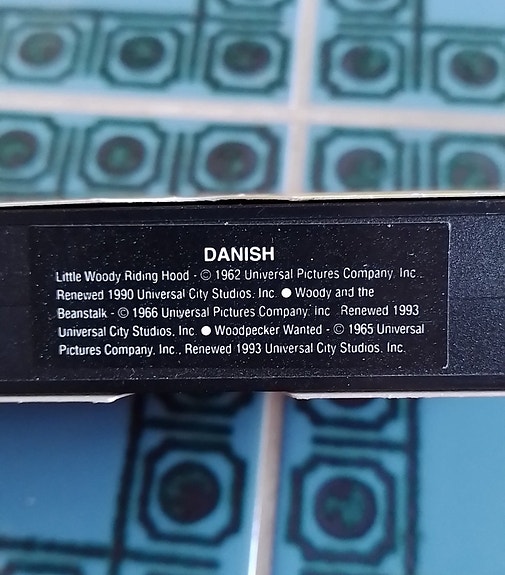 DANISH
Little Woody Riding Hood - © 1962 Universal Pictures Company, Inc.,
Renewed 1990 Universal City Studios, Inc. ● Woody and the
Beanstalk - © 1966 Universal Pictures Company, Inc. Renewed 1993
Universal City Studios, Inc. ● Woodpecker Wanted - © 1965 Universal
Pictures Company, Inc., Renewed 1993 Universal City Studios, Inc.